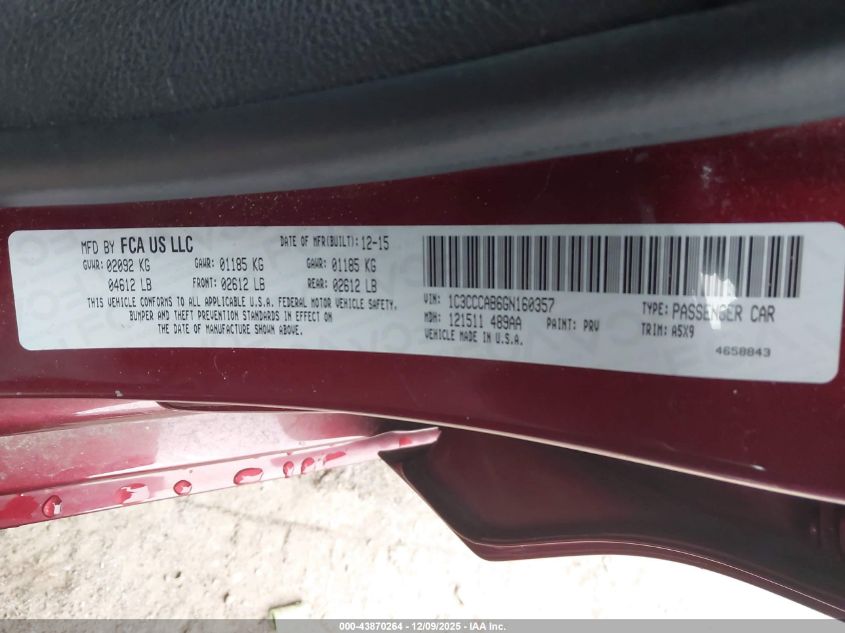 MFD BY FCA US LLC DATE OF MFR(BUILT): 12-15
GVWR: 02092 KG GAWR: 01185 KG GAWR: 01185 KG
04612 LB FRONT: 02612 LB REAR: 02612 LB
THIS VEHICLE CONFORMS TO ALL APPLICABLE U.S.A. FEDERAL MOTOR VEHICLE SAFETY,
BUMPER AND THEFT PREVENTION STANDARDS IN EFFECT ON
THE DATE OF MANUFACTURE SHOWN ABOVE.
VIN: 1C3CCCAB6GN160357 TYPE: PASSENGER CAR
MDH: 121511 489AA PAINT: PRV TRIM: A5X9
VEHICLE MADE IN U.S.A.
4658843
000-43870264 - 12/09/2025 - IAA Inc.